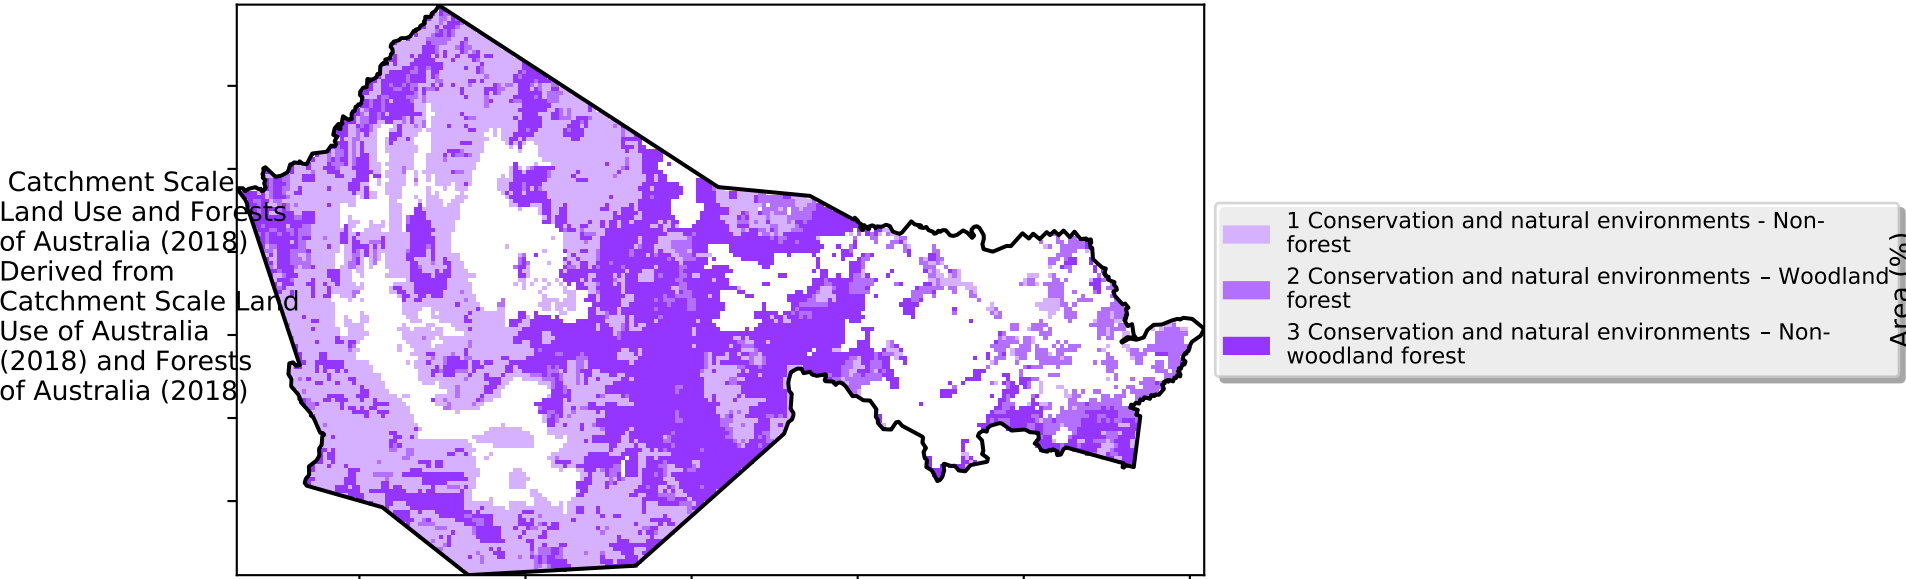 Catchment Scale
Land Use and Forests
of Australia (2018)
Derived from
Catchment Scale Land
Use of Australia
(2018) and Forests
of Australia (2018)
1 Conservation and natural environments - Non-
forest
2 Conservation and natural environments – Woodland
forest
3 Conservation and natural environments – Non-
woodland forest
Area (%)